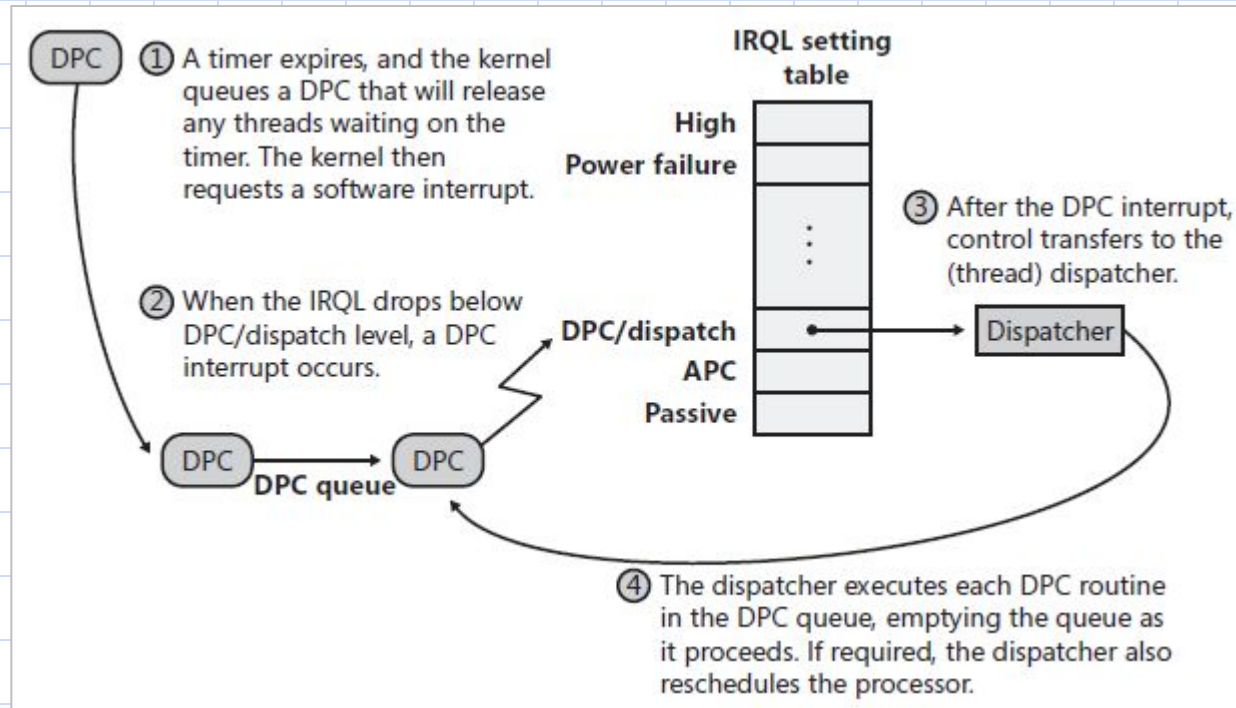 DPC
① A timer expires, and the kernel
queues a DPC that will release
any threads waiting on the
timer. The kernel then
requests a software interrupt.
IRQL setting
table
High
Power failure
③ After the DPC interrupt,
control transfers to the
(thread) dispatcher.
② When the IRQL drops below
DPC/dispatch level, a DPC
interrupt occurs.
DPC/dispatch
Dispatcher
APC
Passive
DPC
DPC
DPC queue
④ The dispatcher executes each DPC routine
in the DPC queue, emptying the queue as
it proceeds. If required, the dispatcher also
reschedules the processor.